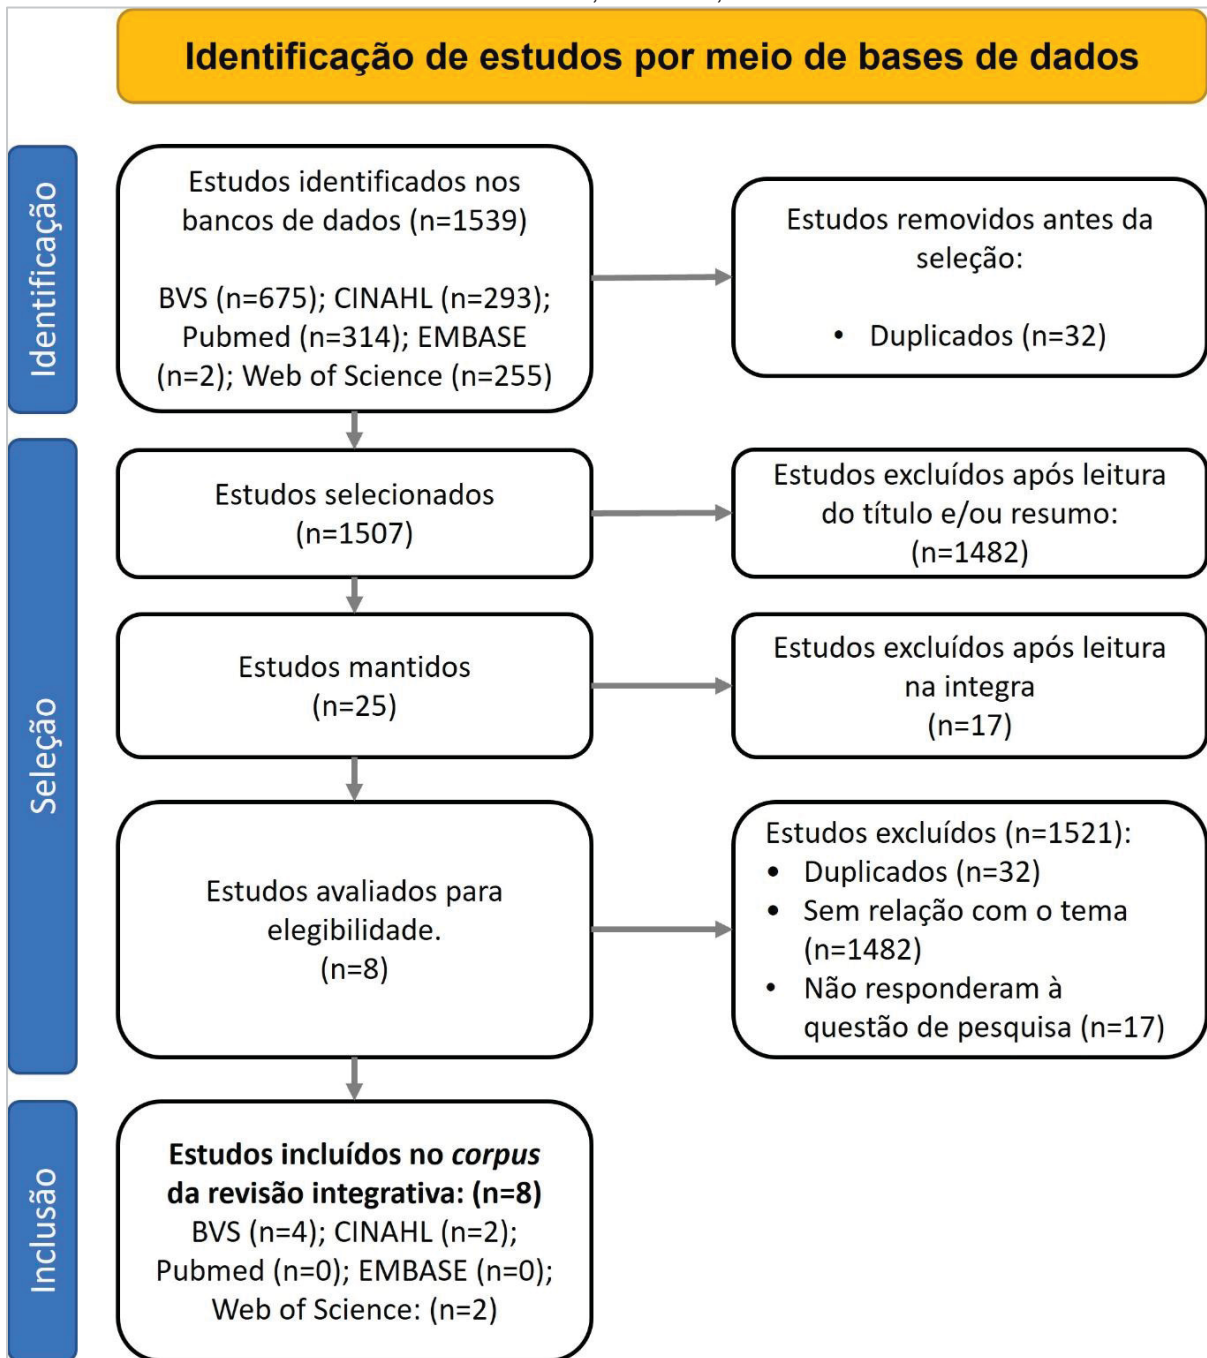 Identificação de estudos por meio de bases de dados
Identificação
Estudos identificados nos
bancos de dados (n=1539)
BVS (n=675); CINAHL (n=293);
Pubmed (n=314); EMBASE
(n=2); Web of Science (n=255)
Estudos removidos antes da
seleção:
• Duplicados (n=32)
Seleção
Estudos selecionados
(n=1507)
Estudos excluídos após leitura
do título e/ou resumo:
(n=1482)
Estudos mantidos
(n=25)
Estudos excluídos após leitura
na integra
(n=17)
Estudos avaliados para
elegibilidade.
(n=8)
Estudos excluídos (n=1521):
• Duplicados (n=32)
• Sem relação com o tema
(n=1482)
• Não responderam à
questão de pesquisa (n=17)
Inclusão
Estudos incluídos no corpus
da revisão integrativa: (n=8)
BVS (n=4); CINAHL (n=2);
Pubmed (n=0); EMBASE (n=0);
Web of Science: (n=2)